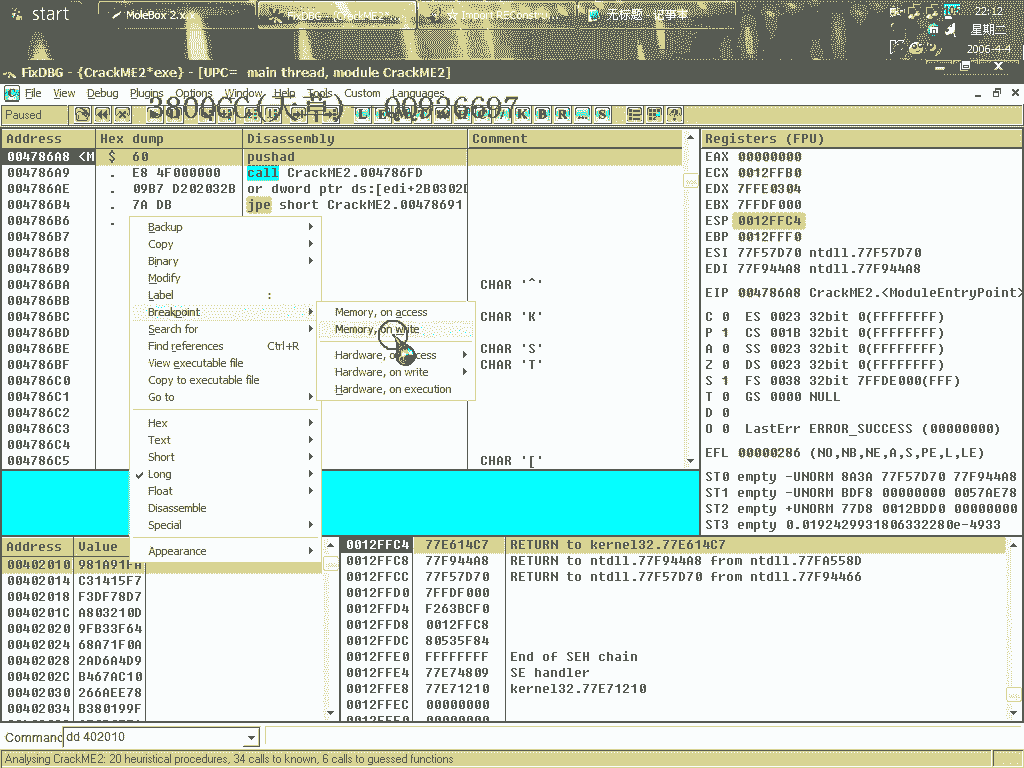 start
MoleBox 2.x.x
FixDBG - {CrackME2*
Import REConstru
无标题 - 记事本
105
22:12
星期二
2006-4-4
FixDBG - {CrackME2*exe} - [UPC= main thread, module CrackME2]
File View Debug Plugins Options Window Help Tools Custom Languages
Paused
Address Hex dump Disassembly Comment
004786A8 <M $ 60 pushad
004786A9 . E8 4F000000 call CrackME2.004786FD
004786AE . 09B7 D202032B or dword ptr ds:[edi+2B0302D
004786B4 . 7A DB jpe short CrackME2.00478691
004786B6 .
004786B7
004786B8
004786B9
004786BA CHAR '^'
004786BB
004786BC CHAR 'K'
004786BD
004786BE CHAR 'S'
004786BF CHAR 'T'
004786C0
004786C1
004786C2
004786C3
004786C4
004786C5 CHAR '['
Backup
Copy
Binary
Modify
Label :
Breakpoint
Search for
Find references Ctrl+R
View executable file
Copy to executable file
Go to
Hex
Text
Short
Long
Float
Disassemble
Special
Appearance
Memory, on access
Memory, on write
Hardware, on access
Hardware, on write
Hardware, on execution
Registers (FPU)
EAX 00000000
ECX 0012FFB0
EDX 7FFE0304
EBX 7FFDF000
ESP 0012FFC4
EBP 0012FFF0
ESI 77F57D70 ntdll.77F57D70
EDI 77F944A8 ntdll.77F944A8
EIP 004786A8 CrackME2.<ModuleEntryPoint>
C 0 ES 0023 32bit 0(FFFFFFFF)
P 1 CS 001B 32bit 0(FFFFFFFF)
A 0 SS 0023 32bit 0(FFFFFFFF)
Z 0 DS 0023 32bit 0(FFFFFFFF)
S 1 FS 0038 32bit 7FFDE000(FFF)
T 0 GS 0000 NULL
D 0
O 0 LastErr ERROR_SUCCESS (00000000)
EFL 00000286 (NO,NB,NE,A,S,PE,L,LE)
ST0 empty -UNORM 8A3A 77F57D70 77F944A8
ST1 empty -UNORM BDF8 00000000 0057AE78
ST2 empty +UNORM 77D8 0012BDD0 00000000
ST3 empty 0.0192429931806332280e-4933
Address Value
00402010 981A91FA
00402014 C31415F7
00402018 F3DF78D7
0040201C A803210D
00402020 9FB33F64
00402024 68A71F0A
00402028 2AD6A4D9
0040202C B467AC10
00402030 266AEE78
00402034 B380199F
0012FFC4 77E614C7 RETURN to kernel32.77E614C7
0012FFC8 77F944A8 RETURN to ntdll.77F944A8 from ntdll.77FA558D
0012FFCC 77F57D70 RETURN to ntdll.77F57D70 from ntdll.77F94466
0012FFD0 7FFDF000
0012FFD4 F263BCF0
0012FFD8 0012FFC8
0012FFDC 80535F84
0012FFE0 FFFFFFFF End of SEH chain
0012FFE4 77E74809 SE handler
0012FFE8 77E71210 kernel32.77E71210
0012FFEC 00000000
0012FFF0 00000000
Command dd 402010
Analysing CrackME2: 20 heuristical procedures, 34 calls to known, 6 calls to guessed functions